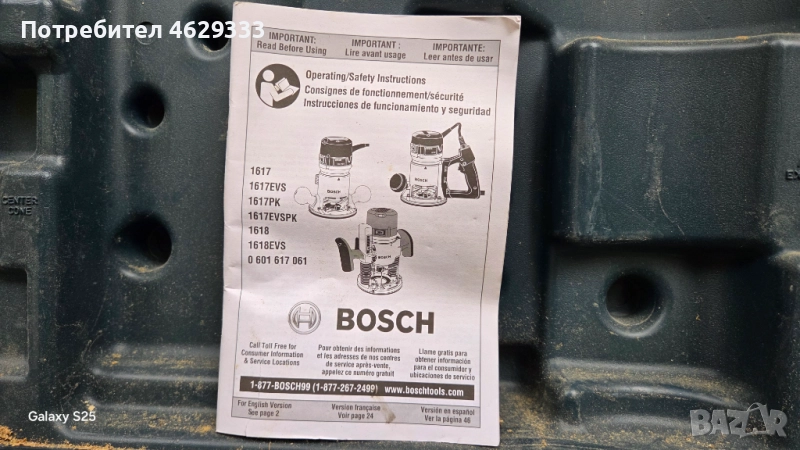 Потребител 4629333
IMPORTANT:
Read Before Using
IMPORTANT :
Lire avant usage
IMPORTANTE:
Leer antes de usar
Operating/Safety Instructions
Consignes de fonctionnement/sécurité
Instrucciones de funcionamiento y seguridad
1617
1617EVS
1617PK
1617EVSPK
1618
1618EVS
0 601 617 061
BOSCH
BOSCH
BOSCH
BOSCH
Call Toll Free for
Consumer Information
& Service Locations
Pour obtenir des informations
et les adresses de nos centres
de service après-vente,
appelez ce numéro gratuit
Llame gratis para
obtener información
para el consumidor y
ubicaciones de servicio
1-877-BOSCH99 (1-877-267-2499) www.boschtools.com
For English Version
See page 2
Version française
Voir page 24
Versión en español
Ver la página 46
CENTER
CONE
Galaxy S25
BAZAR